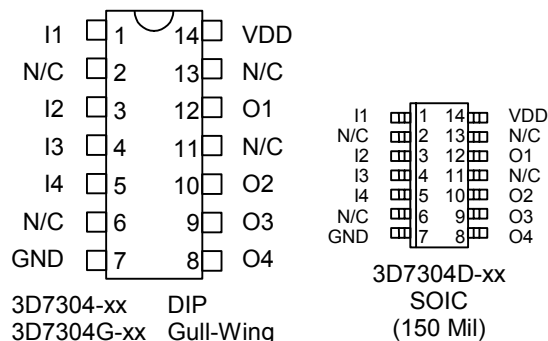 I1 1 14 VDD
N/C 2 13 N/C
I2 3 12 O1
I3 4 11 N/C
I4 5 10 O2
N/C 6 9 O3
GND 7 8 O4
3D7304-xx DIP
3D7304G-xx Gull-Wing
I1 1 14 VDD
N/C 2 13 N/C
I2 3 12 O1
I3 4 11 N/C
I4 5 10 O2
N/C 6 9 O3
GND 7 8 O4
3D7304D-xx
SOIC
(150 Mil)